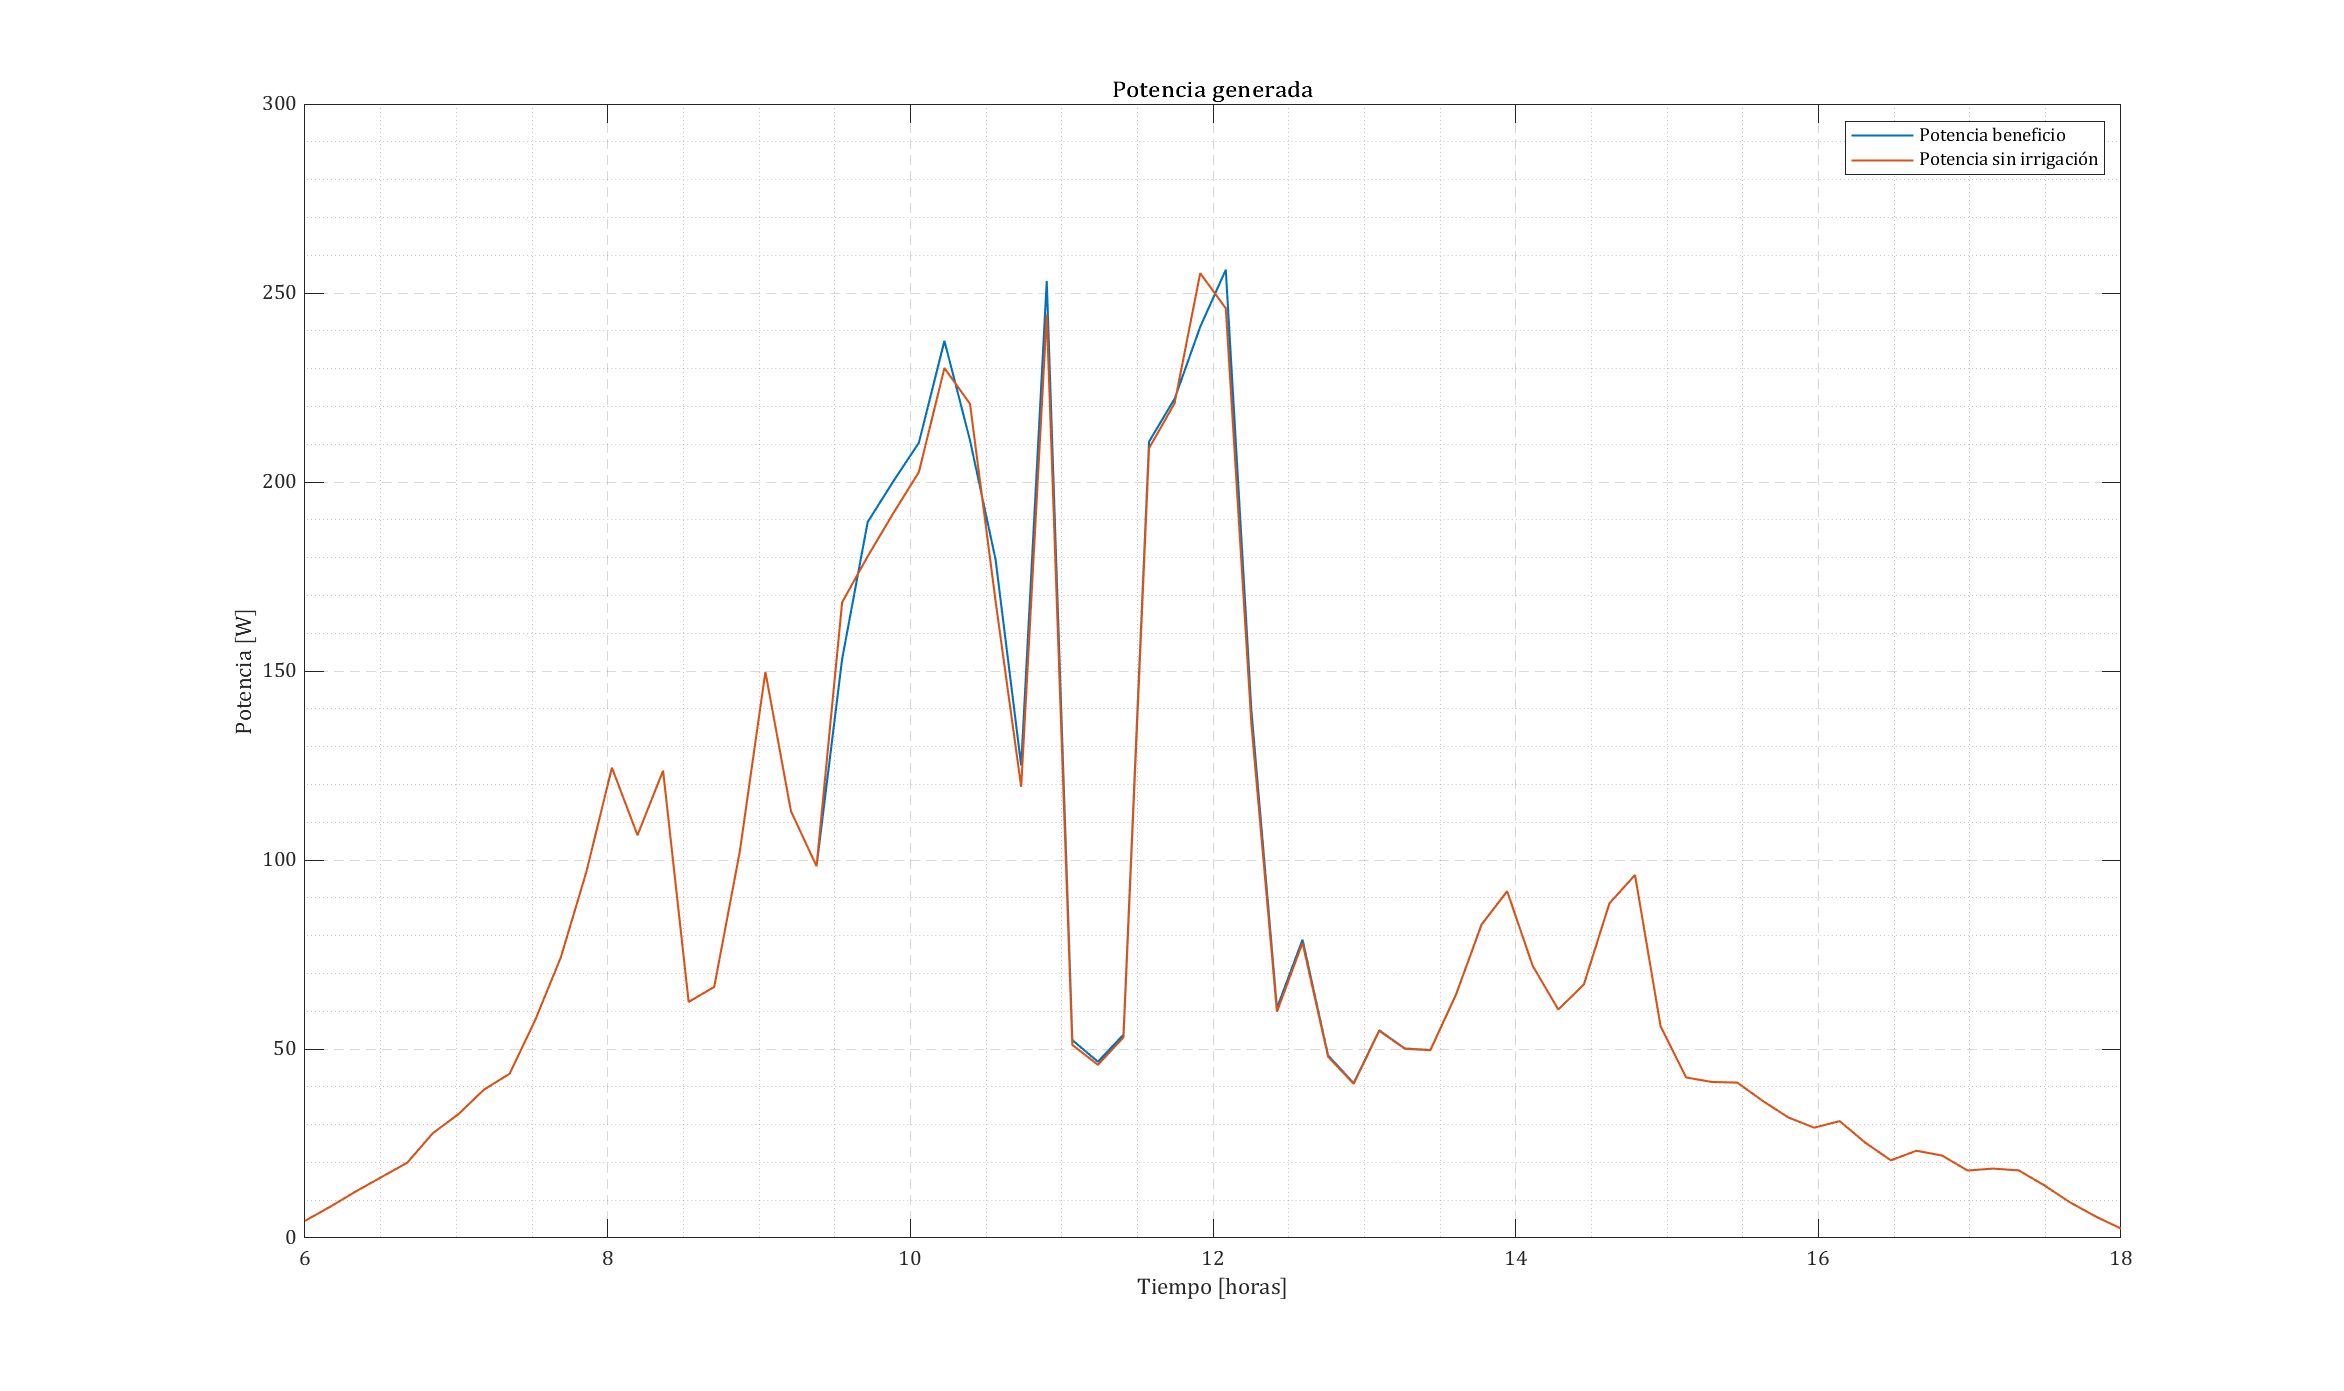 Potencia generada
300
250
200
150
100
50
0
Potencia [W]
Potencia beneficio
Potencia sin irrigación
6 8 10 12 14 16 18
Tiempo [horas]